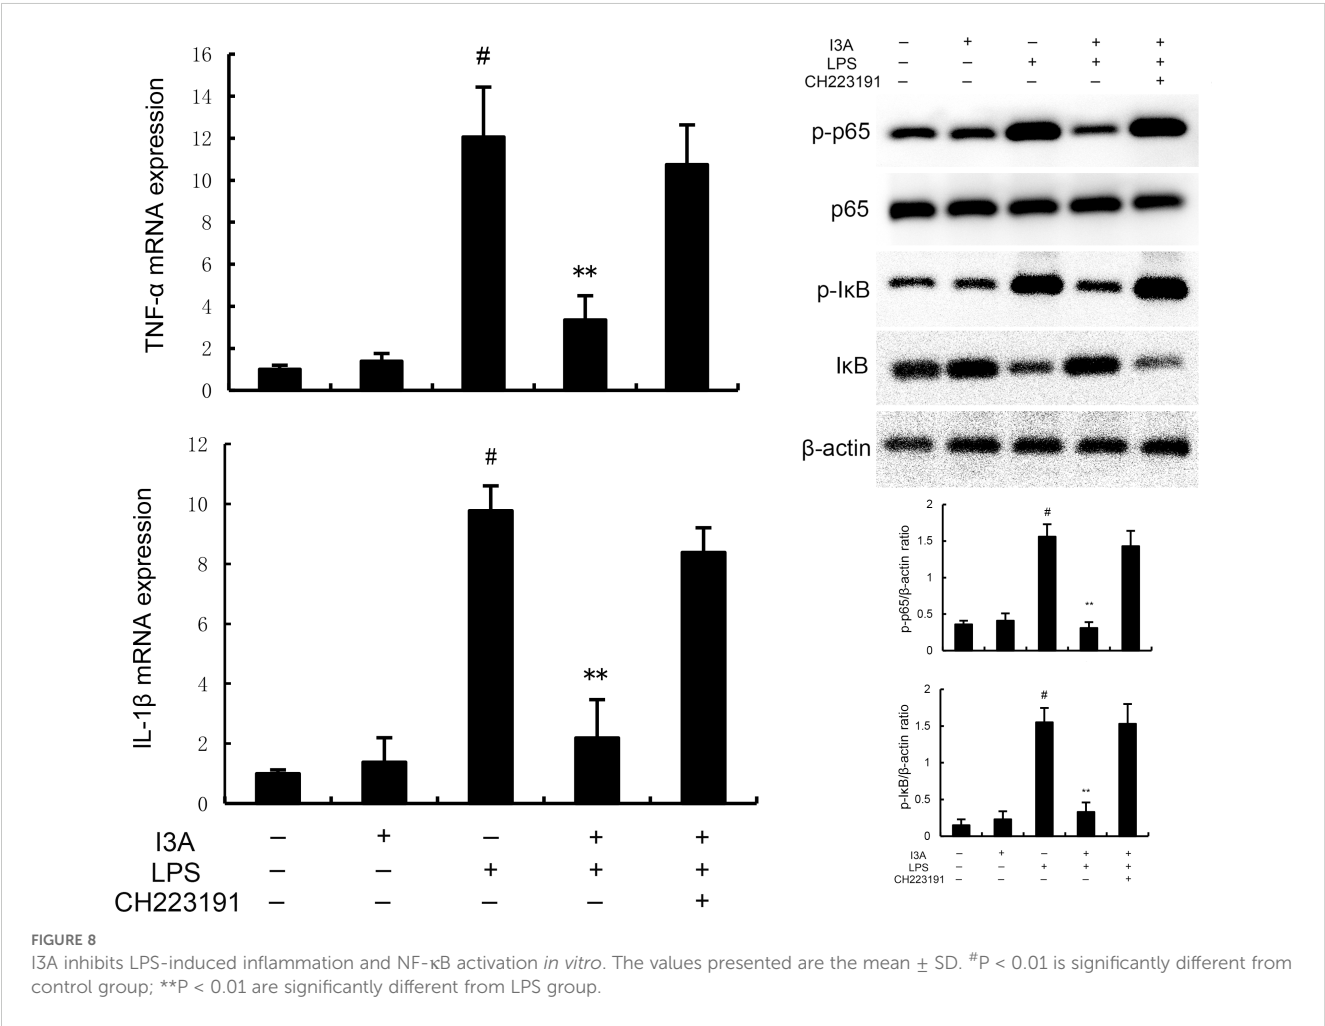 #
16
14
12
10
8
6
4
2
0
**
TNF-α mRNA expression
#
12
10
8
6
4
2
0
**
IL-1β mRNA expression
I3A – + – + +
LPS – – + + +
CH223191 – – – – +
I3A – + – + +
LPS – – + + +
CH223191 – – – – +
p-p65
p65
p-IκB
IκB
β-actin
2
1.5
1
0.5
0
#
**
p-p65/β-actin ratio
2
1.5
1
0.5
0
#
**
p-IκB/β-actin ratio
I3A – + – + +
LPS – – + + +
CH223191 – – – – +
FIGURE 8
I3A inhibits LPS-induced inflammation and NF-κB activation in vitro. The values presented are the mean ± SD. #P < 0.01 is significantly different from
control group; **P < 0.01 are significantly different from LPS group.